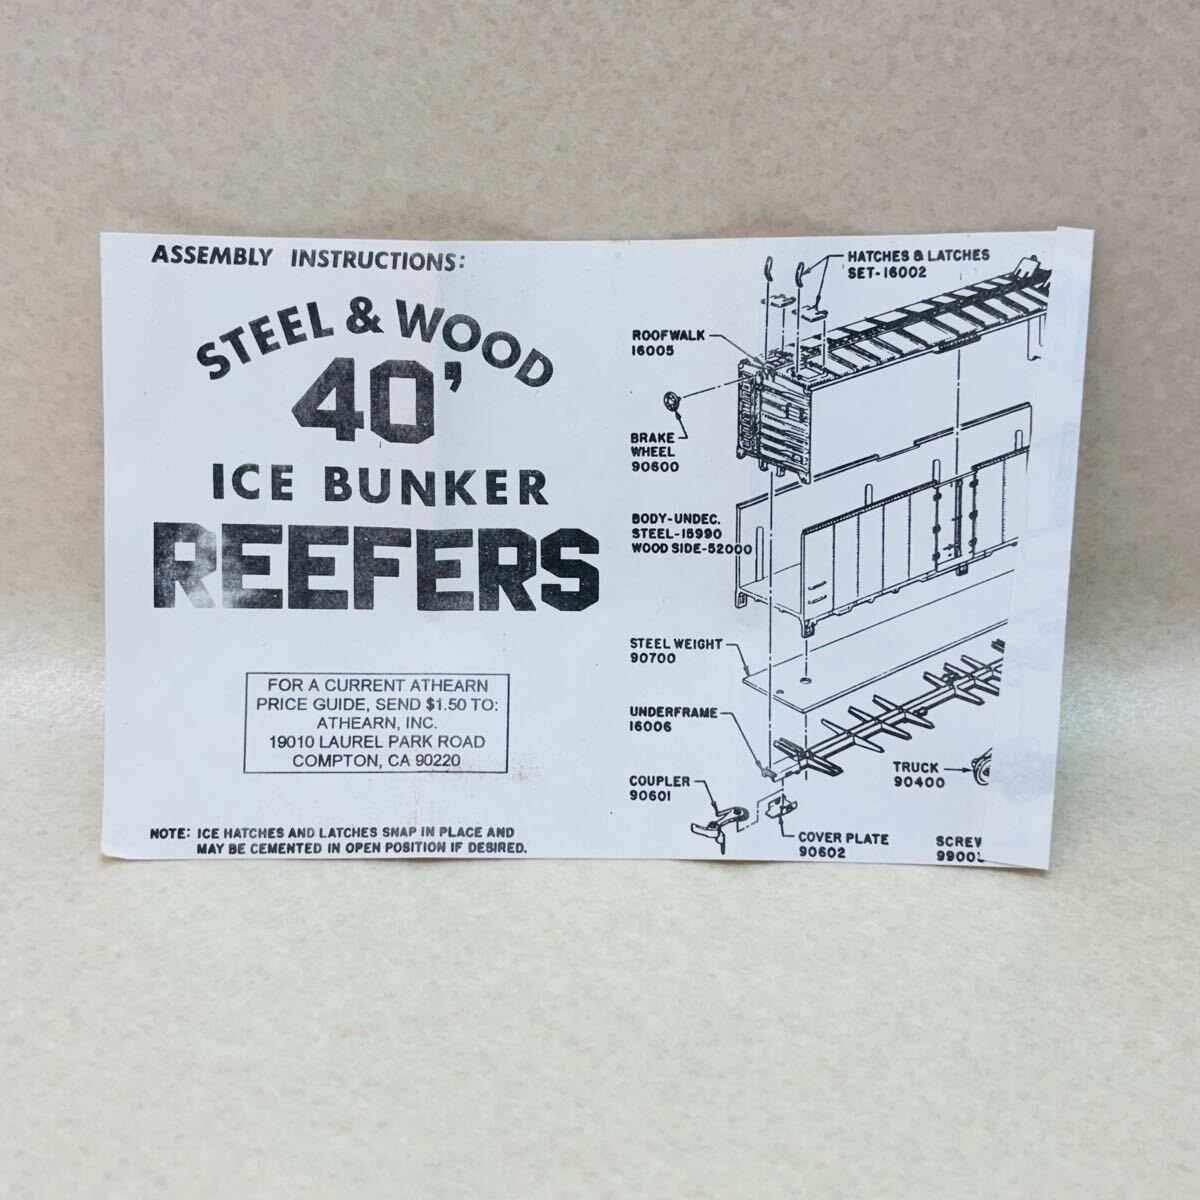 ASSEMBLY INSTRUCTIONS:
STEEL & WOOD
40'
ICE BUNKER
REEFERS
FOR A CURRENT ATHEARN
PRICE GUIDE, SEND $1.50 TO:
ATHEARN, INC.
19010 LAUREL PARK ROAD
COMPTON, CA 90220
NOTE: ICE HATCHES AND LATCHES SNAP IN PLACE AND
MAY BE CEMENTED IN OPEN POSITION IF DESIRED.
HATCHES & LATCHES
SET-16002
ROOFWALK
16005
BRAKE
WHEEL
90600
BODY-UNDEC.
STEEL-15990
WOOD SIDE-52000
STEEL WEIGHT
90700
UNDERFRAME
16006
TRUCK
90400
COUPLER
90601
COVER PLATE
90602